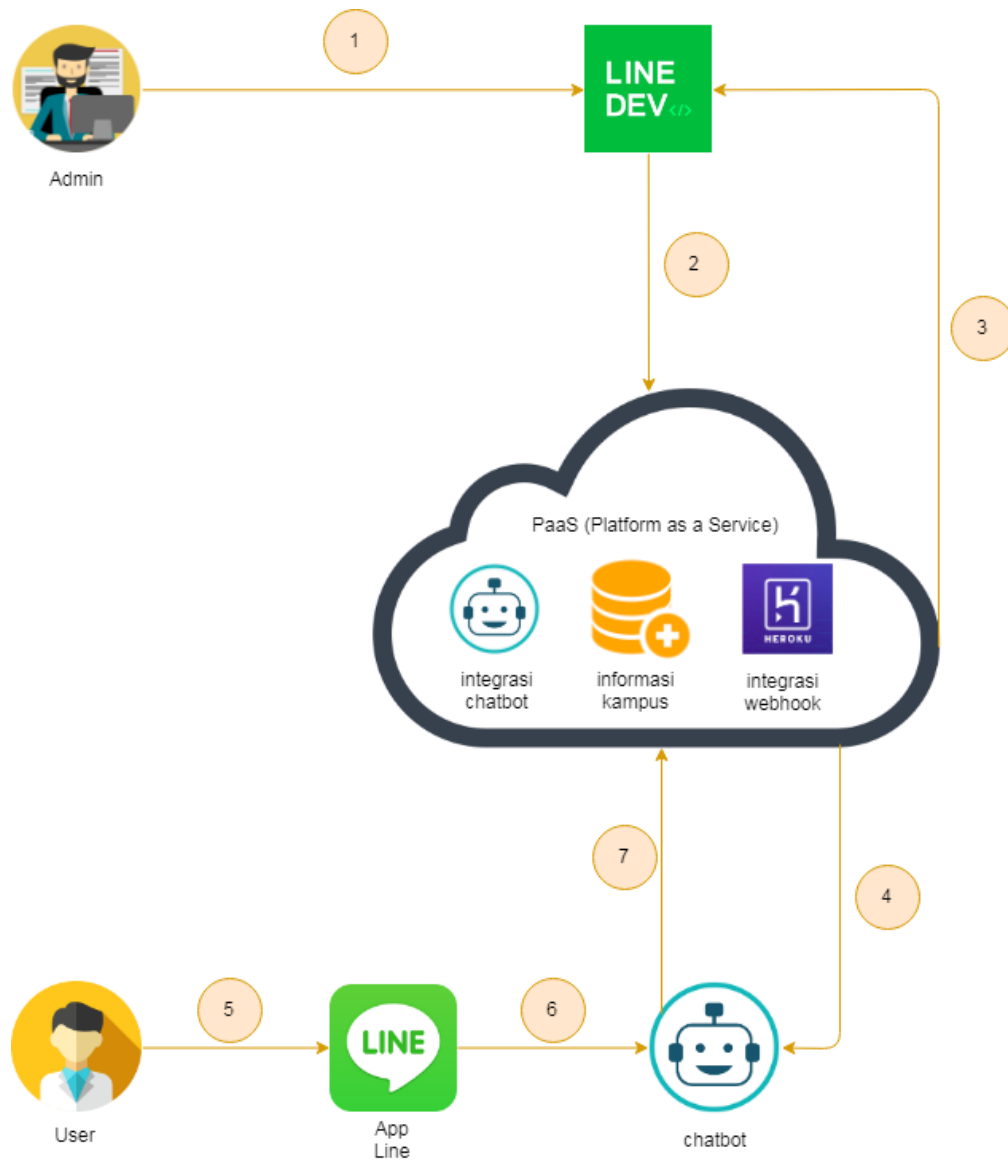 1
LINE
DEV</>
Admin
2
3
PaaS (Platform as a Service)
HEROKU
integrasi
chatbot
informasi
kampus
integrasi
webhook
7
4
5
6
LINE
User
App
Line
chatbot